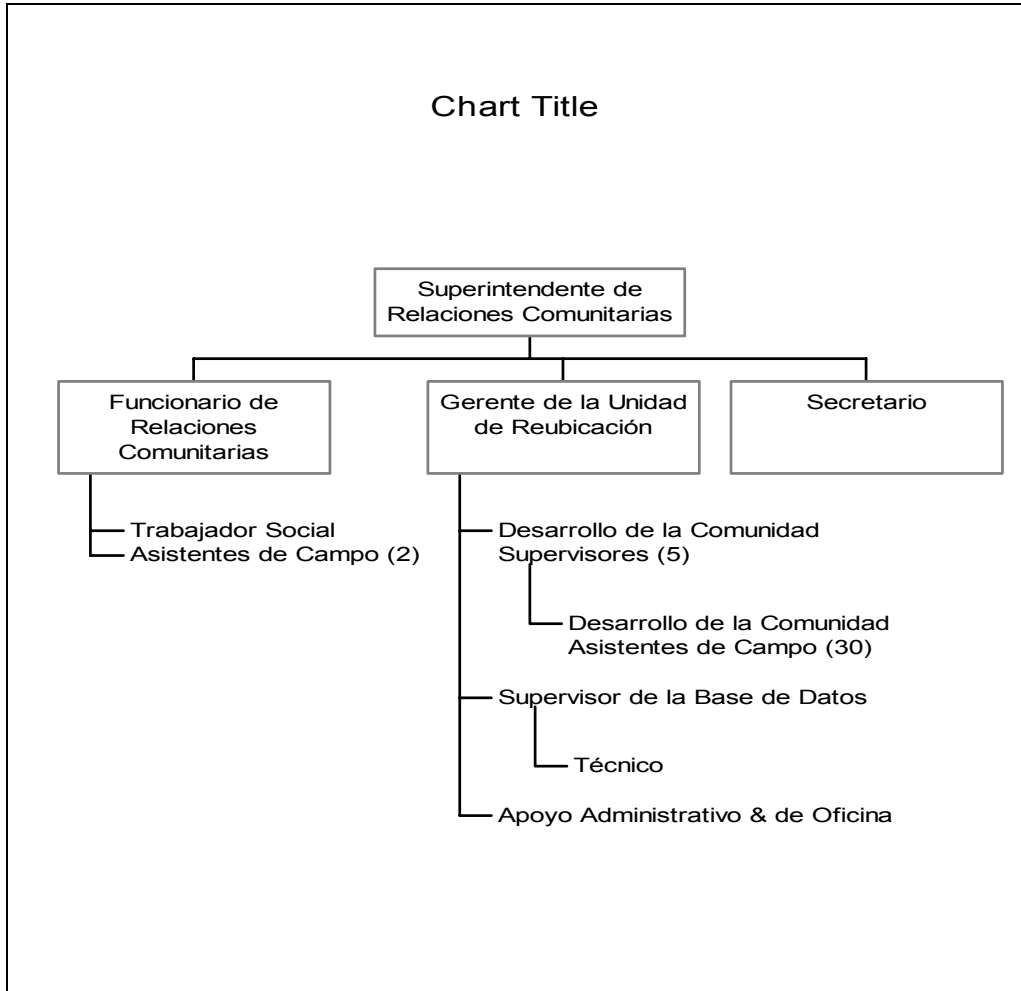 Chart Title
Superintendente de
Relaciones Comunitarias
Funcionario de
Relaciones
Comunitarias
Gerente de la Unidad
de Reubicación
Secretario
Trabajador Social
Asistentes de Campo (2)
Desarrollo de la Comunidad
Supervisores (5)
Desarrollo de la Comunidad
Asistentes de Campo (30)
Supervisor de la Base de Datos
Técnico
Apoyo Administrativo & de Oficina